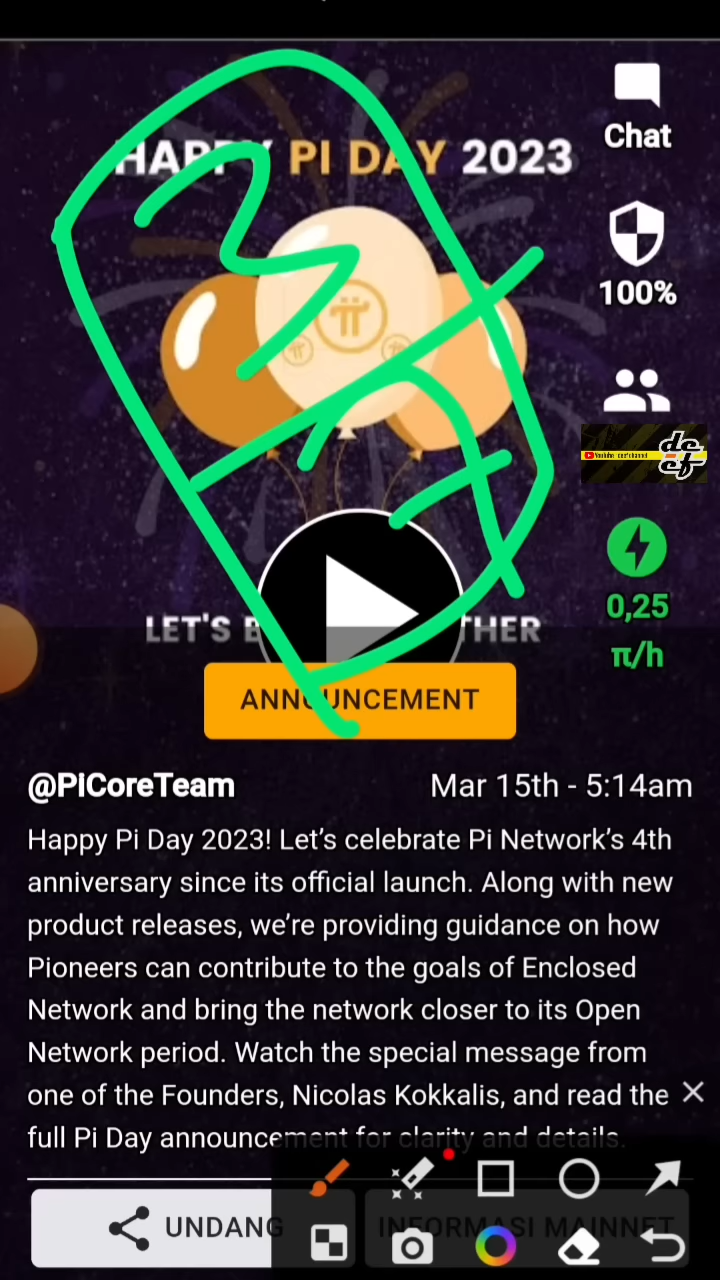 Chat
HAPPY PI DAY 2023
100%
0,25
π/h
LET'S
ANNOUNCEMENT
@PiCoreTeam
Mar 15th - 5:14am
Happy Pi Day 2023! Let’s celebrate Pi Network’s 4th
anniversary since its official launch. Along with new
product releases, we’re providing guidance on how
Pioneers can contribute to the goals of Enclosed
Network and bring the network closer to its Open
Network period. Watch the special message from
one of the Founders, Nicolas Kokkalis, and read the
full Pi Day announcement for clarity and details.
UNDANG
INFORMASI MAINNET